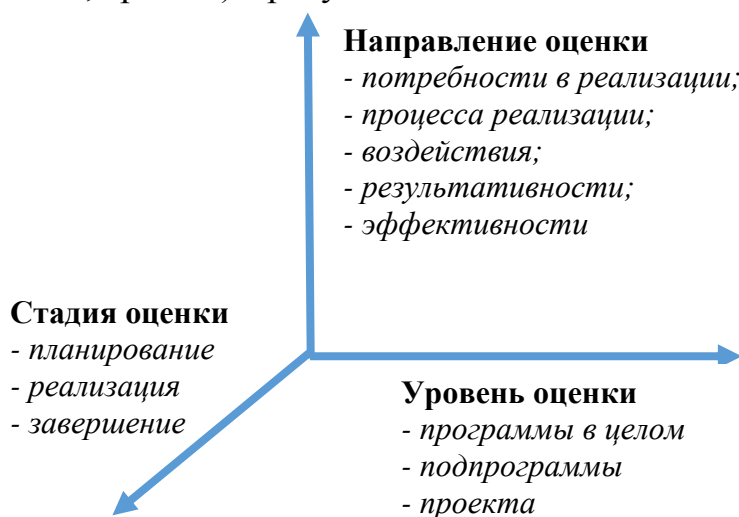 Направление оценки
- потребности в реализации;
- процесса реализации;
- воздействия;
- результативности;
- эффективности
Стадия оценки
- планирование
- реализация
- завершение
Уровень оценки
- программы в целом
- подпрограммы
- проекта